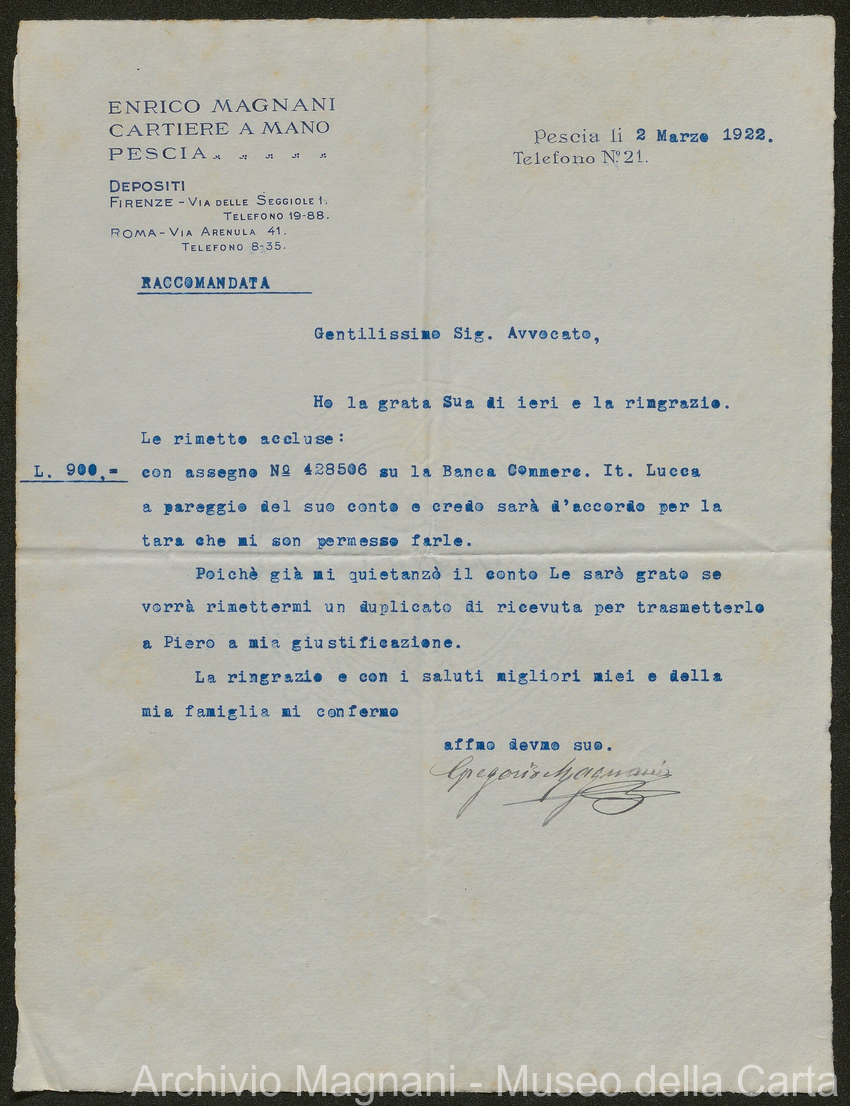 ENRICO MAGNANI
CARTIERE A MANO
PESCIA
DEPOSITI
FIRENZE - VIA DELLE SEGGIOLE 1.
TELEFONO 19-88.
ROMA - VIA ARENULA 41.
TELEFONO 8-35.
Pescia li 2 Marzo 1922.
Telefono Nº 21.
RACCOMANDATA
Gentilissimo Sig. Avvocato,
Ho la grata Sua di ieri e la ringrazio.
Le rimetto accluse:
L. 900,=
con assegno Nº 428506 su la Banca Commerc. It. Lucca
a pareggio del suo conto e credo sarà d'accordo per la
tara che mi son permesso farle.
Poichè già mi quietanzò il conto Le sarò grato se
vorrà rimettermi un duplicato di ricevuta per trasmetterlo
a Piero a mia giustificazione.
La ringrazio e con i saluti migliori miei e della
mia famiglia mi confermo
affmo devmo suo.
Gregorio Magnani
Archivio Magnani - Museo della Carta